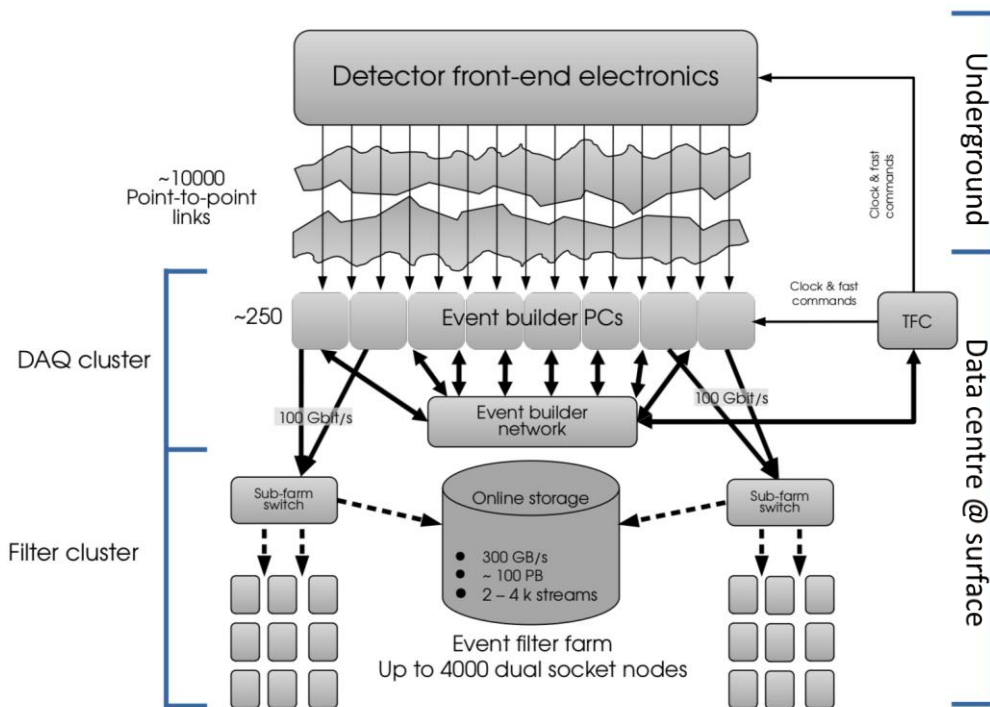 Detector front-end electronics
Underground
~10000
Point-to-point
links
Clock & fast
commands
Clock & fast
commands
~250
Event builder PCs
TFC
DAQ cluster
100 Gbit/s
100 Gbit/s
Event builder
network
Data centre @ surface
Sub-farm
switch
Online storage
Sub-farm
switch
Filter cluster
● 300 GB/s
● ~ 100 PB
● 2 – 4 k streams
Event filter farm
Up to 4000 dual socket nodes